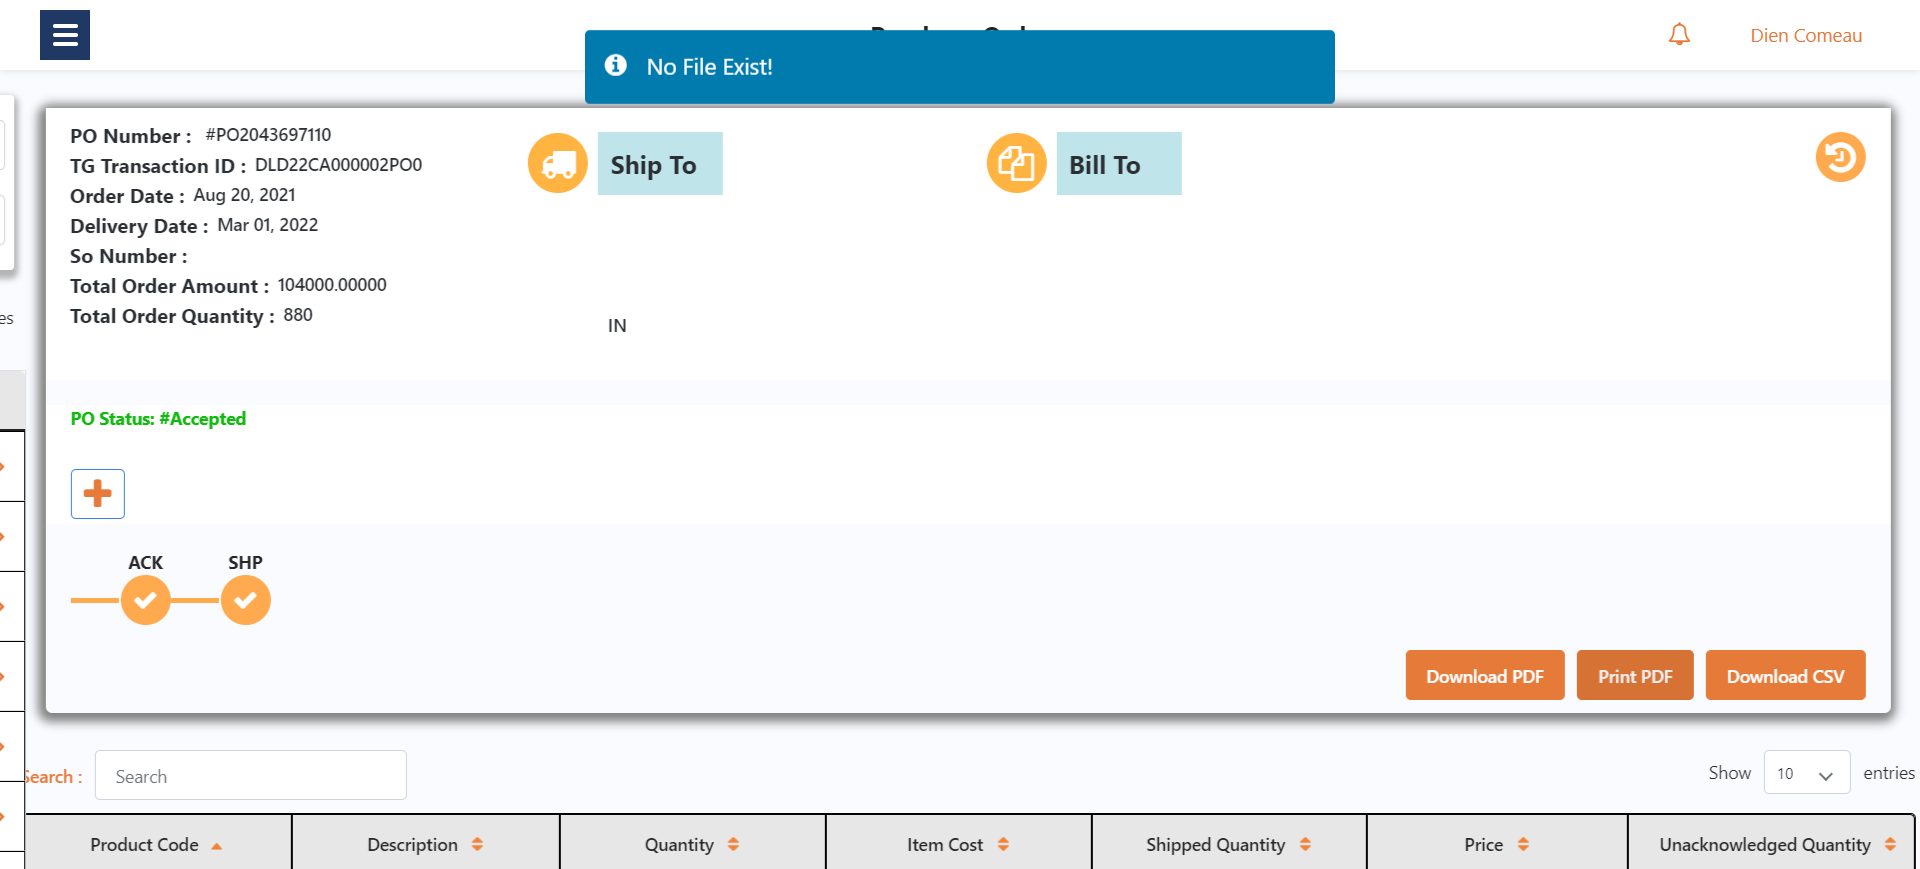 Dien Comeau
No File Exist!
PO Number : #PO2043697110
TG Transaction ID : DLD22CA000002PO0
Order Date : Aug 20, 2021
Delivery Date : Mar 01, 2022
So Number :
Total Order Amount : 104000.00000
Total Order Quantity : 880
Ship To
IN
Bill To
es
PO Status: #Accepted
ACK SHP
Download PDF Print PDF Download CSV
Search : Search
Show 10 entries
Product Code Description Quantity Item Cost Shipped Quantity Price Unacknowledged Quantity